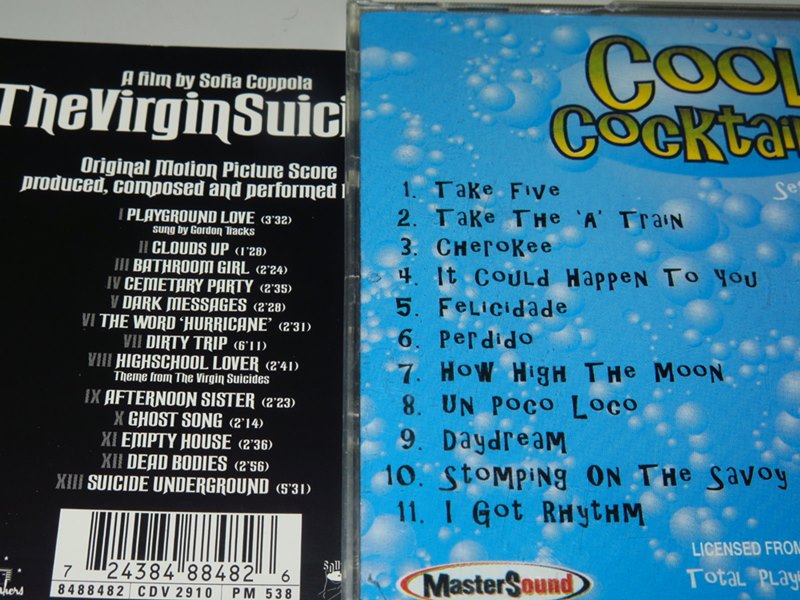 A film by Sofia Coppola
The Virgin Suici
Original Motion Picture Score
produced, composed and performed
I PLAYGROUND LOVE (3'32)
sung by Gordon Tracks
II CLOUDS UP (1'28)
III BATHROOM GIRL (2'24)
IV CEMETARY PARTY (2'35)
V DARK MESSAGES (2'28)
VI THE WORD 'HURRICANE' (2'31)
VII DIRTY TRIP (6'11)
VIII HIGHSCHOOL LOVER (2'41)
Theme from The Virgin Suicides
IX AFTERNOON SISTER (2'23)
X GHOST SONG (2'14)
XI EMPTY HOUSE (2'36)
XII DEAD BODIES (2'56)
XIII SUICIDE UNDERGROUND (5'31)
7 24384 88482 6
8488482 CDV 2910 PM 538
COOL
COCKTAI
1. Take Five
2. Take The 'A' Train
3. Cherokee
4. It Could Happen To You
5. Felicidade
6. Perdido
7. How High The Moon
8. Un Poco Loco
9. Daydream
10. Stomping On The Savoy
11. I Got Rhythm
LICENSED FROM
Total Play
MasterSound